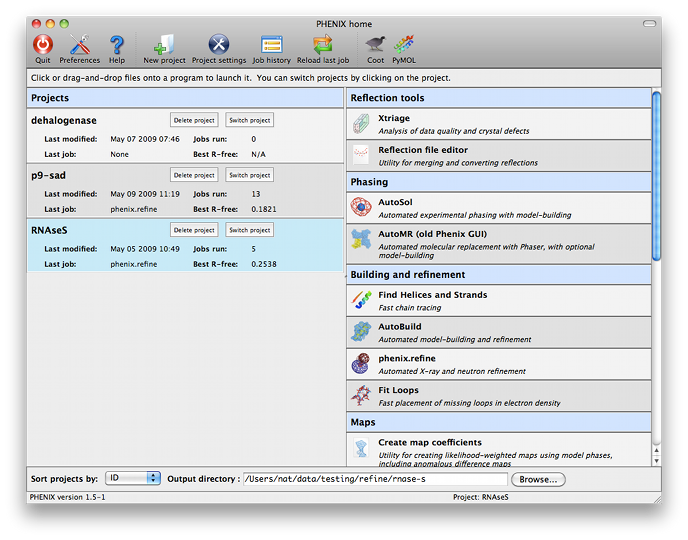 PHENIX home
Quit Preferences Help New project Project settings Job history Reload last job Coot PyMOL
Click or drag-and-drop files onto a program to launch it. You can switch projects by clicking on the project.
Projects
dehalogenase Delete project Switch project
Last modified: May 07 2009 07:46 Jobs run: 0
Last job: None Best R-free: N/A
p9-sad Delete project Switch project
Last modified: May 09 2009 11:19 Jobs run: 13
Last job: phenix.refine Best R-free: 0.1821
RNAseS Delete project Switch project
Last modified: May 05 2009 10:49 Jobs run: 5
Last job: phenix.refine Best R-free: 0.2538
Reflection tools
Xtriage
Analysis of data quality and crystal defects
Reflection file editor
Utility for merging and converting reflections
Phasing
AutoSol
Automated experimental phasing with model-building
AutoMR (old Phenix GUI)
Automated molecular replacement with Phaser, with optional
model-building
Building and refinement
Find Helices and Strands
Fast chain tracing
AutoBuild
Automated model-building and refinement
phenix.refine
Automated X-ray and neutron refinement
Fit Loops
Fast placement of missing loops in electron density
Maps
Create map coefficients
Utility for creating likelihood-weighted maps using model phases,
including anomalous difference maps
Sort projects by: ID Output directory : /Users/nat/data/testing/refine/rnase-s Browse...
PHENIX version 1.5-1 Project: RNAseS